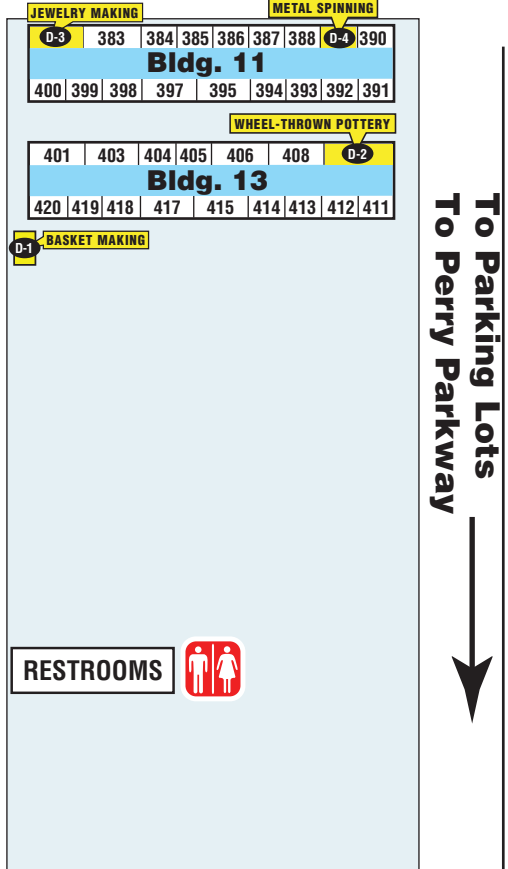 JEWELRY MAKING
METAL SPINNING
D-3 383 384 385 386 387 388 D-4 390
Bldg. 11
400 399 398 397 395 394 393 392 391
WHEEL-THROWN POTTERY
401 403 404 405 406 408 D-2
Bldg. 13
420 419 418 417 415 414 413 412 411
D-1 BASKET MAKING
To Parking Lots
To Perry Parkway
RESTROOMS